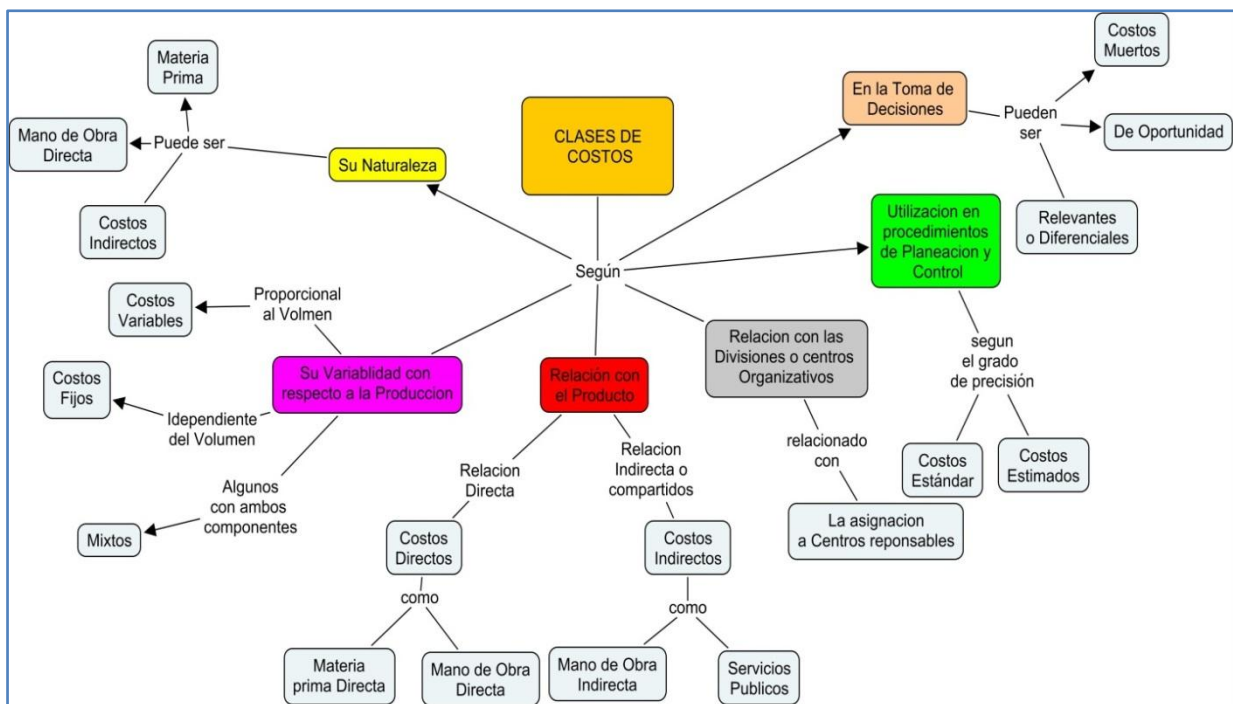 CLASES DE
COSTOS
Según
Su Naturaleza
Puede ser
Materia
Prima
Mano de Obra
Directa
Costos
Indirectos
En la Toma de
Decisiones
Pueden
ser
Costos
Muertos
De Oportunidad
Relevantes
o Diferenciales
Utilizacion en
procedimientos
de Planeacion y
Control
segun
el grado
de precisión
Costos
Estándar
Costos
Estimados
Relacion con las
Divisiones o centros
Organizativos
relacionado
con
La asignacion
a Centros reponsables
Relación con
el Producto
Relacion
Directa
Costos
Directos
como
Materia
prima Directa
Mano de Obra
Directa
Relacion
Indirecta o
compartidos
Costos
Indirectos
como
Mano de Obra
Indirecta
Servicios
Publicos
Su Variablidad con
respecto a la Produccion
Proporcional
al Volmen
Costos
Variables
Idependiente
del Volumen
Costos
Fijos
Algunos
con ambos
componentes
Mixtos